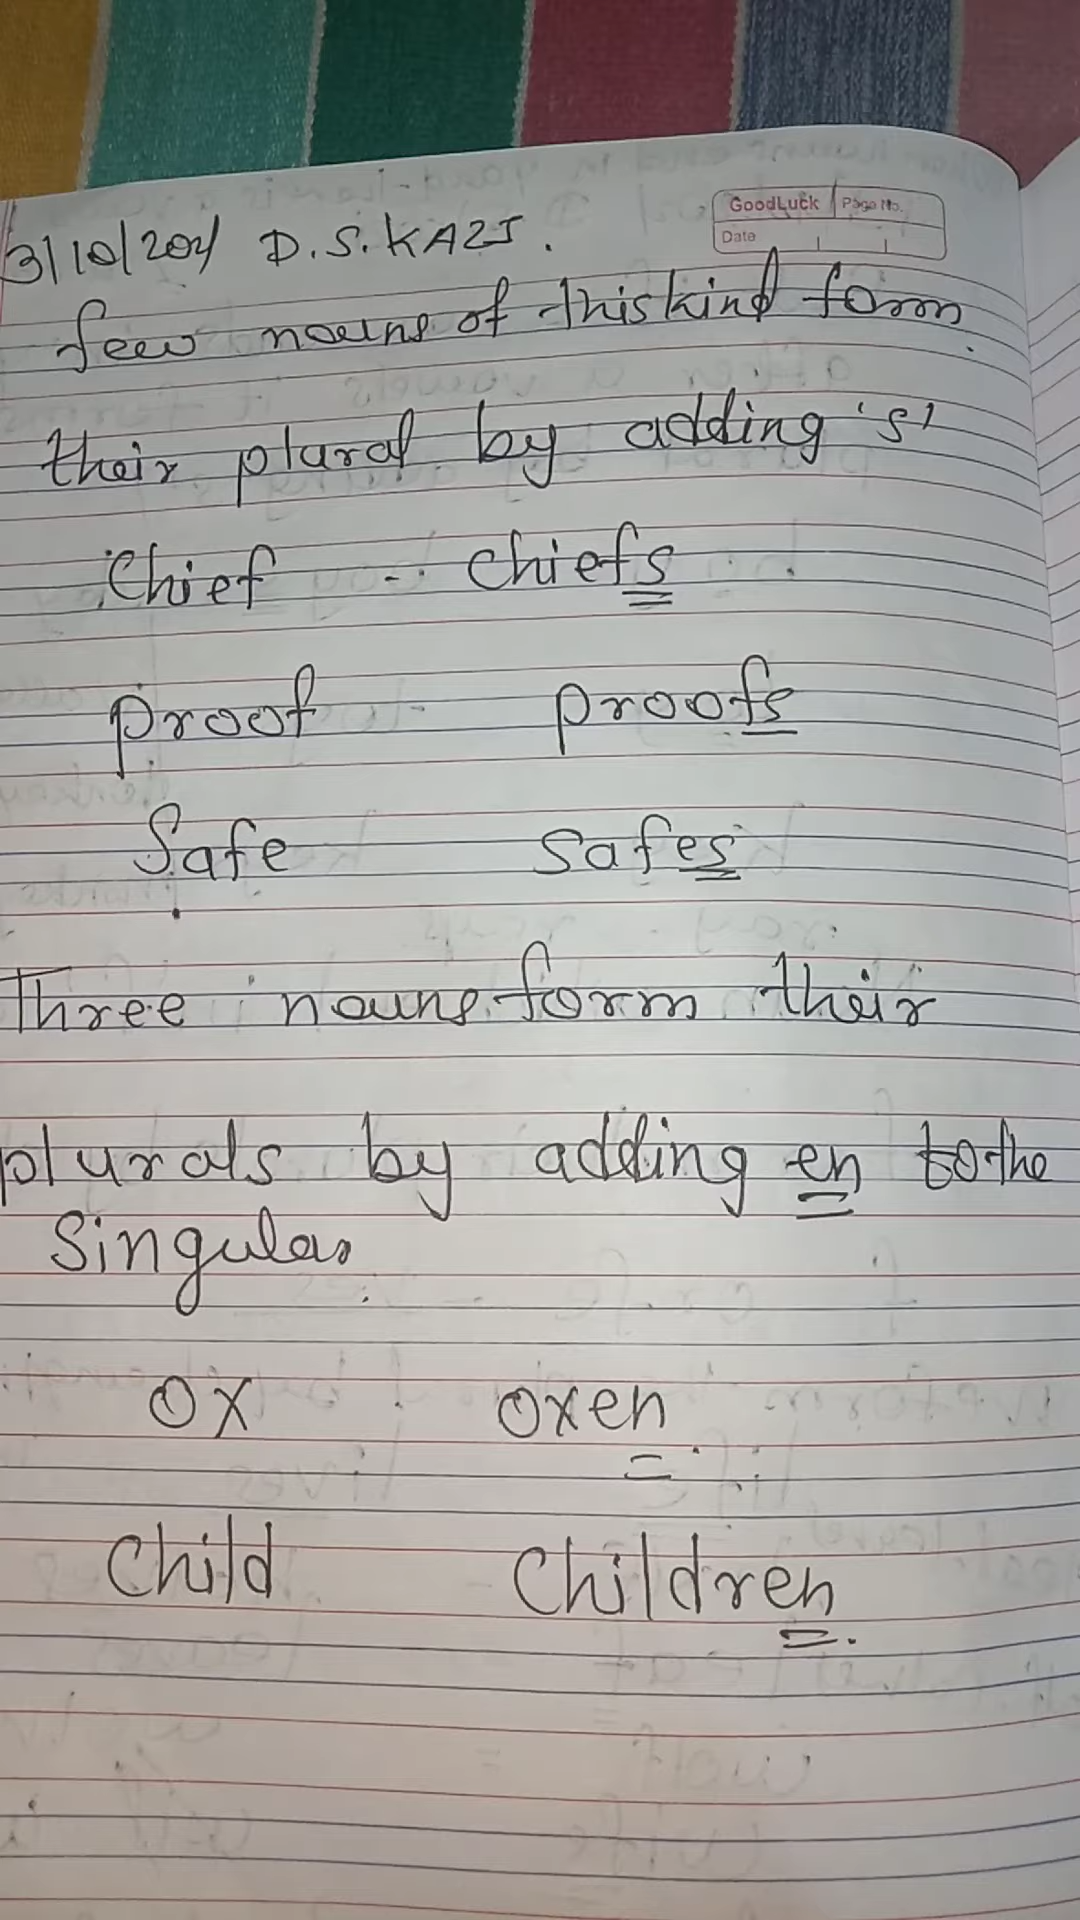 GoodLuck Page No.
Date
3/10/204 D.S.KAZI.
few nouns of this kind form
their plural by adding 's'
Chief - chiefs
Proof - proofs
Safe safes
Three nouns form their
plurals by adding en to the
Singular.
Ox Oxen
Child Children.